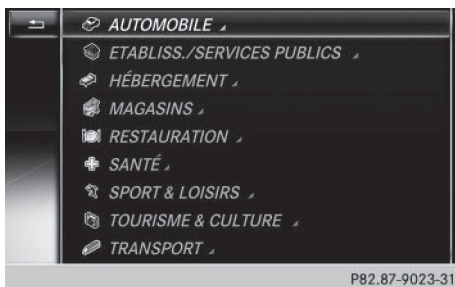 AUTOMOBILE
ETABLISS./SERVICES PUBLICS
HÉBERGEMENT
MAGASINS
RESTAURATION
SANTÉ
SPORT & LOISIRS
TOURISME & CULTURE
TRANSPORT
P82.87-9023-31